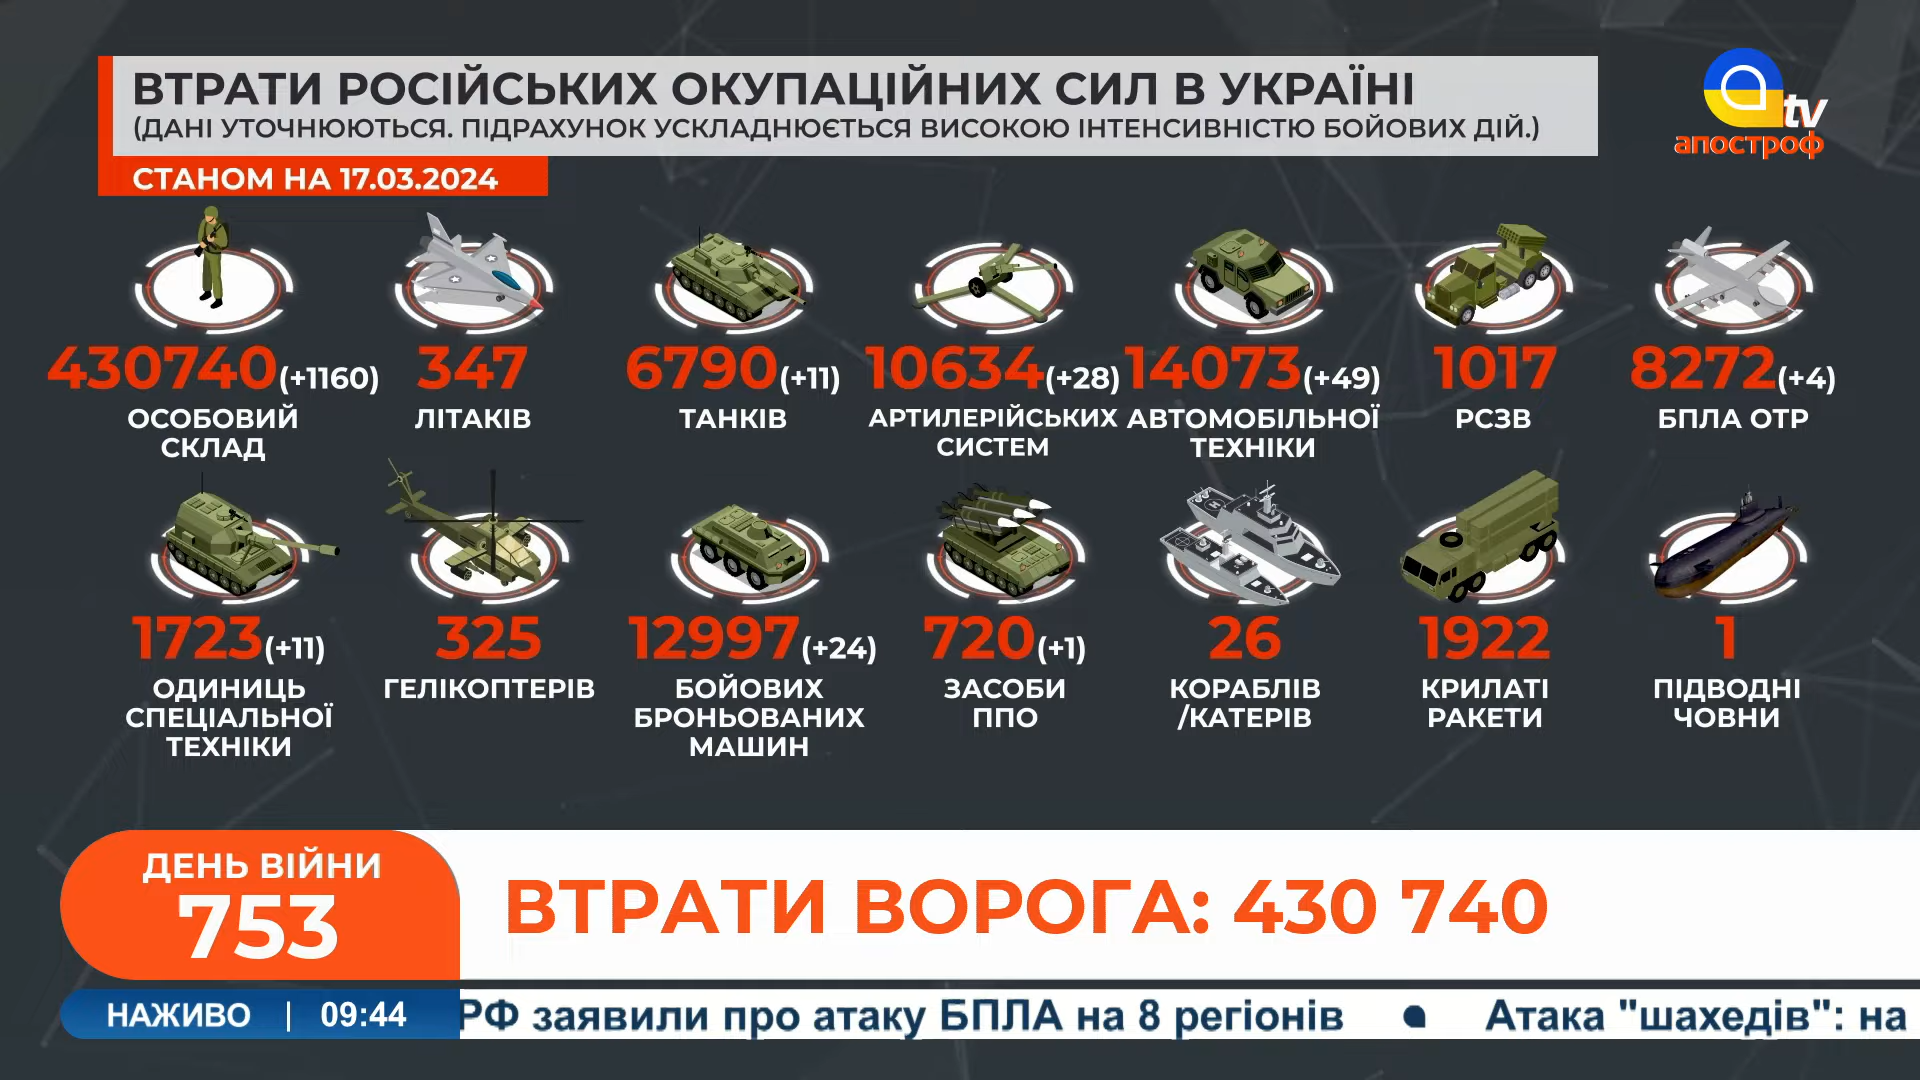 ВТРАТИ РОСІЙСЬКИХ ОКУПАЦІЙНИХ СИЛ В УКРАЇНІ
(ДАНІ УТОЧНЮЮТЬСЯ. ПІДРАХУНОК УСКЛАДНЮЄТЬСЯ ВИСОКОЮ ІНТЕНСИВНІСТЮ БОЙОВИХ ДІЙ.)
СТАНОМ НА 17.03.2024
tv
апостроф
430740(+1160)
ОСОБОВИЙ
СКЛАД
347
ЛІТАКІВ
6790(+11)
ТАНКІВ
10634(+28)
АРТИЛЕРІЙСЬКИХ
СИСТЕМ
14073(+49)
АВТОМОБІЛЬНОЇ
ТЕХНІКИ
1017
РСЗВ
8272(+4)
БПЛА ОТР
1723(+11)
ОДИНИЦЬ
СПЕЦІАЛЬНОЇ
ТЕХНІКИ
325
ГЕЛІКОПТЕРІВ
12997(+24)
БОЙОВИХ
БРОНЬОВАНИХ
МАШИН
720(+1)
ЗАСОБИ
ППО
26
КОРАБЛІВ
/КАТЕРІВ
1922
КРИЛАТІ
РАКЕТИ
1
ПІДВОДНІ
ЧОВНИ
ДЕНЬ ВІЙНИ
753
ВТРАТИ ВОРОГА: 430 740
НАЖИВО | 09:44
РФ заявили про атаку БПЛА на 8 регіонів
Атака "шахедів": на